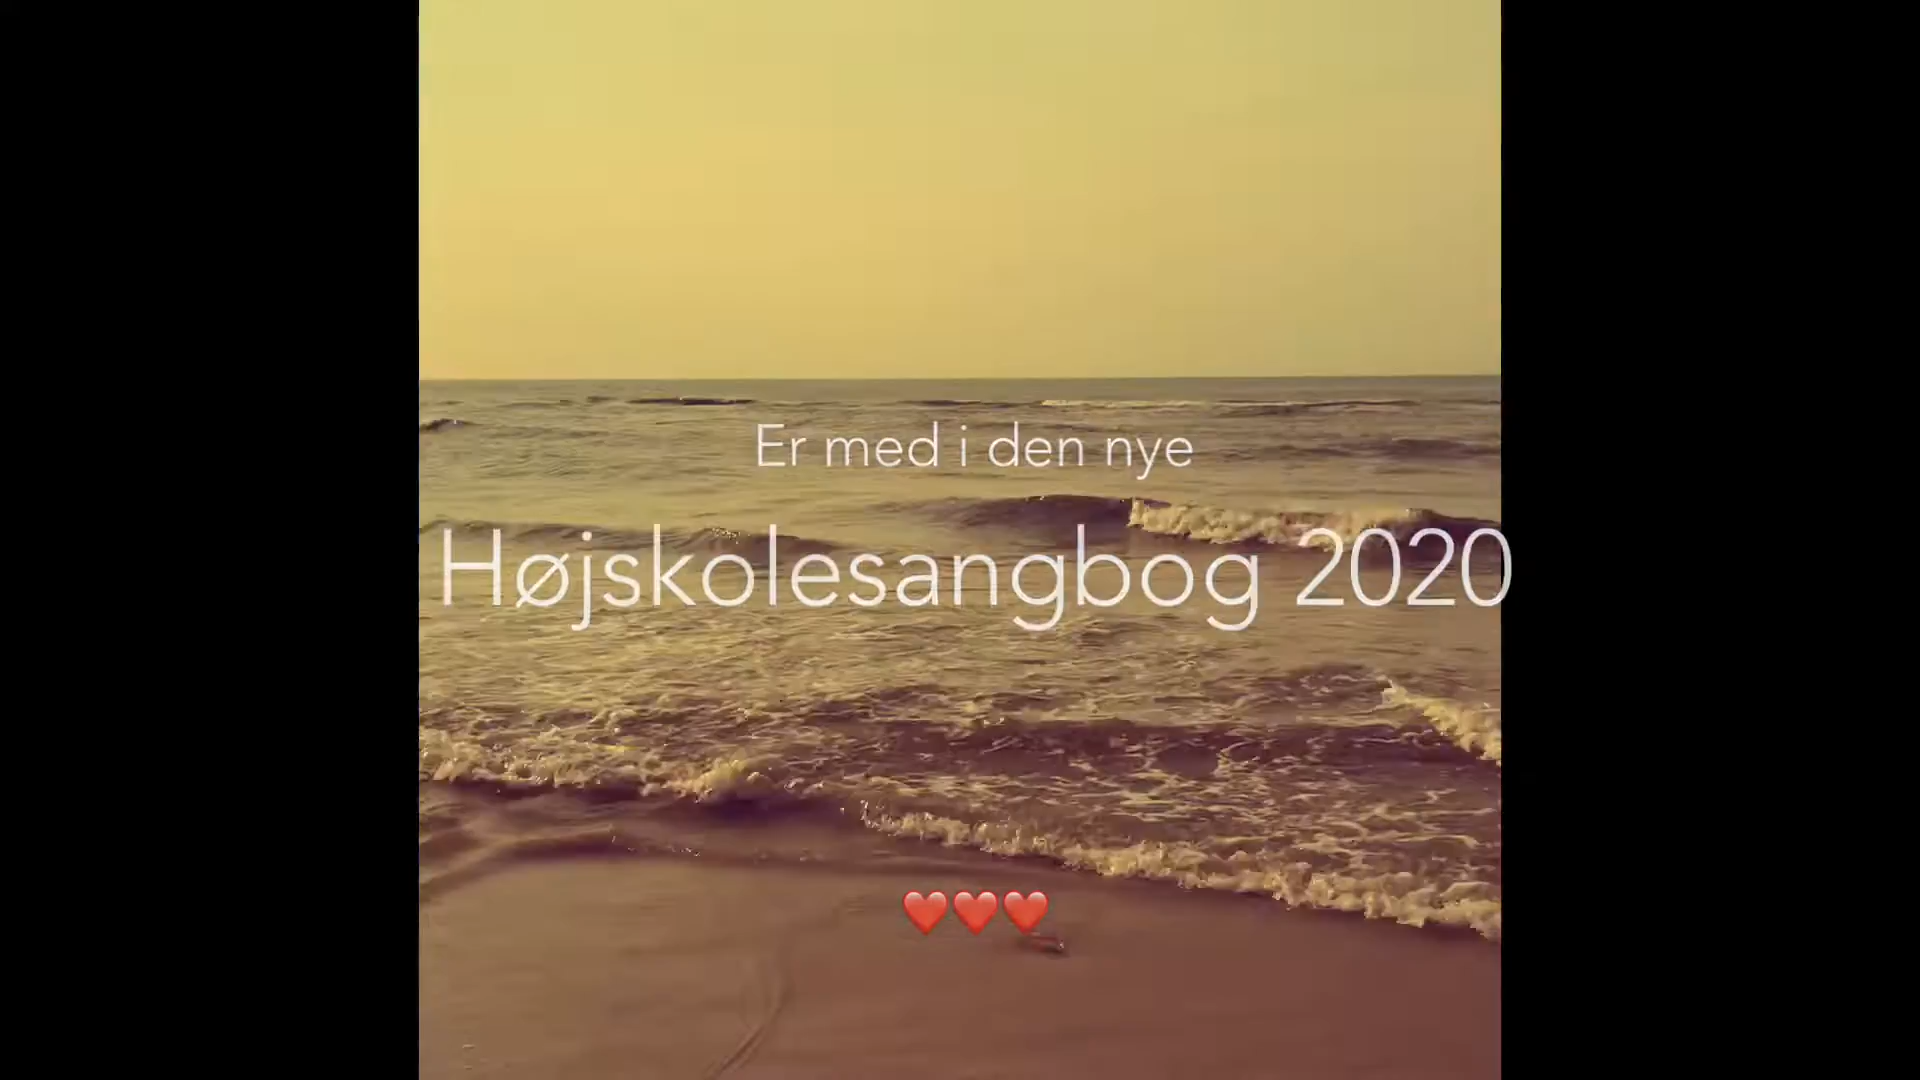 Er med i den nye
Højskolesangbog 2020
❤️❤️❤️